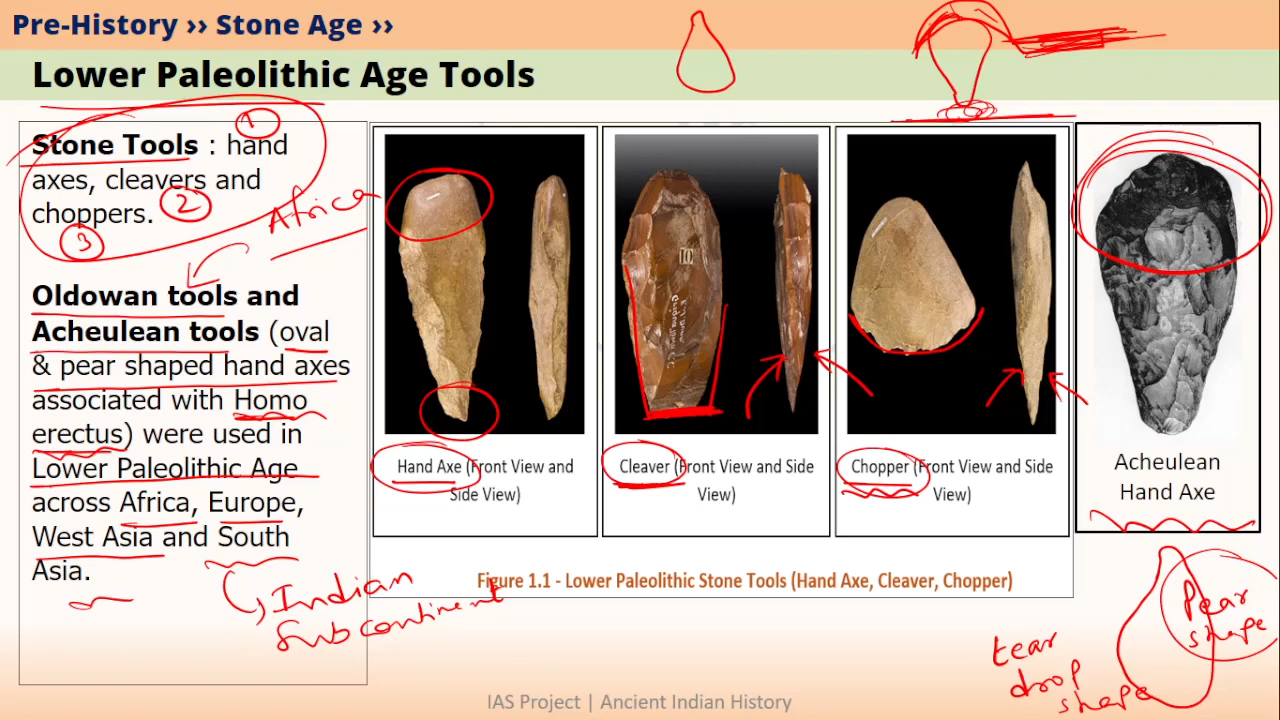 Pre-History ›› Stone Age ››
Lower Paleolithic Age Tools
Stone Tools : hand
axes, cleavers and
choppers.
1
2
3
Africa
Oldowan tools and
Acheulean tools (oval
& pear shaped hand axes
associated with Homo
erectus) were used in
Lower Paleolithic Age
across Africa, Europe,
West Asia and South
Asia.
Indian
Subcontinent
Hand Axe (Front View and
Side View)
Cleaver (Front View and Side
View)
Chopper (Front View and Side
View)
Acheulean
Hand Axe
Figure 1.1 - Lower Paleolithic Stone Tools (Hand Axe, Cleaver, Chopper)
Pear
shape
tear
drop
shape
IAS Project | Ancient Indian History